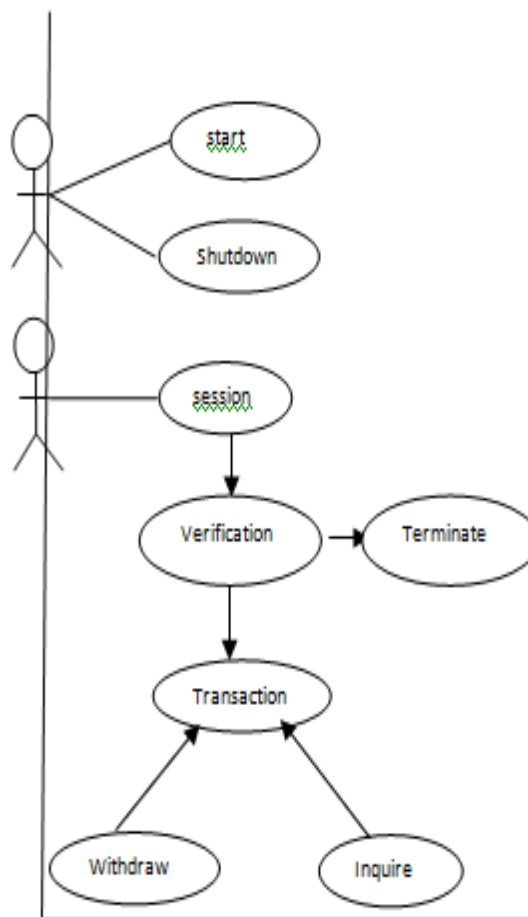 start
Shutdown
session
Verification
Terminate
Transaction
Withdraw
Inquire